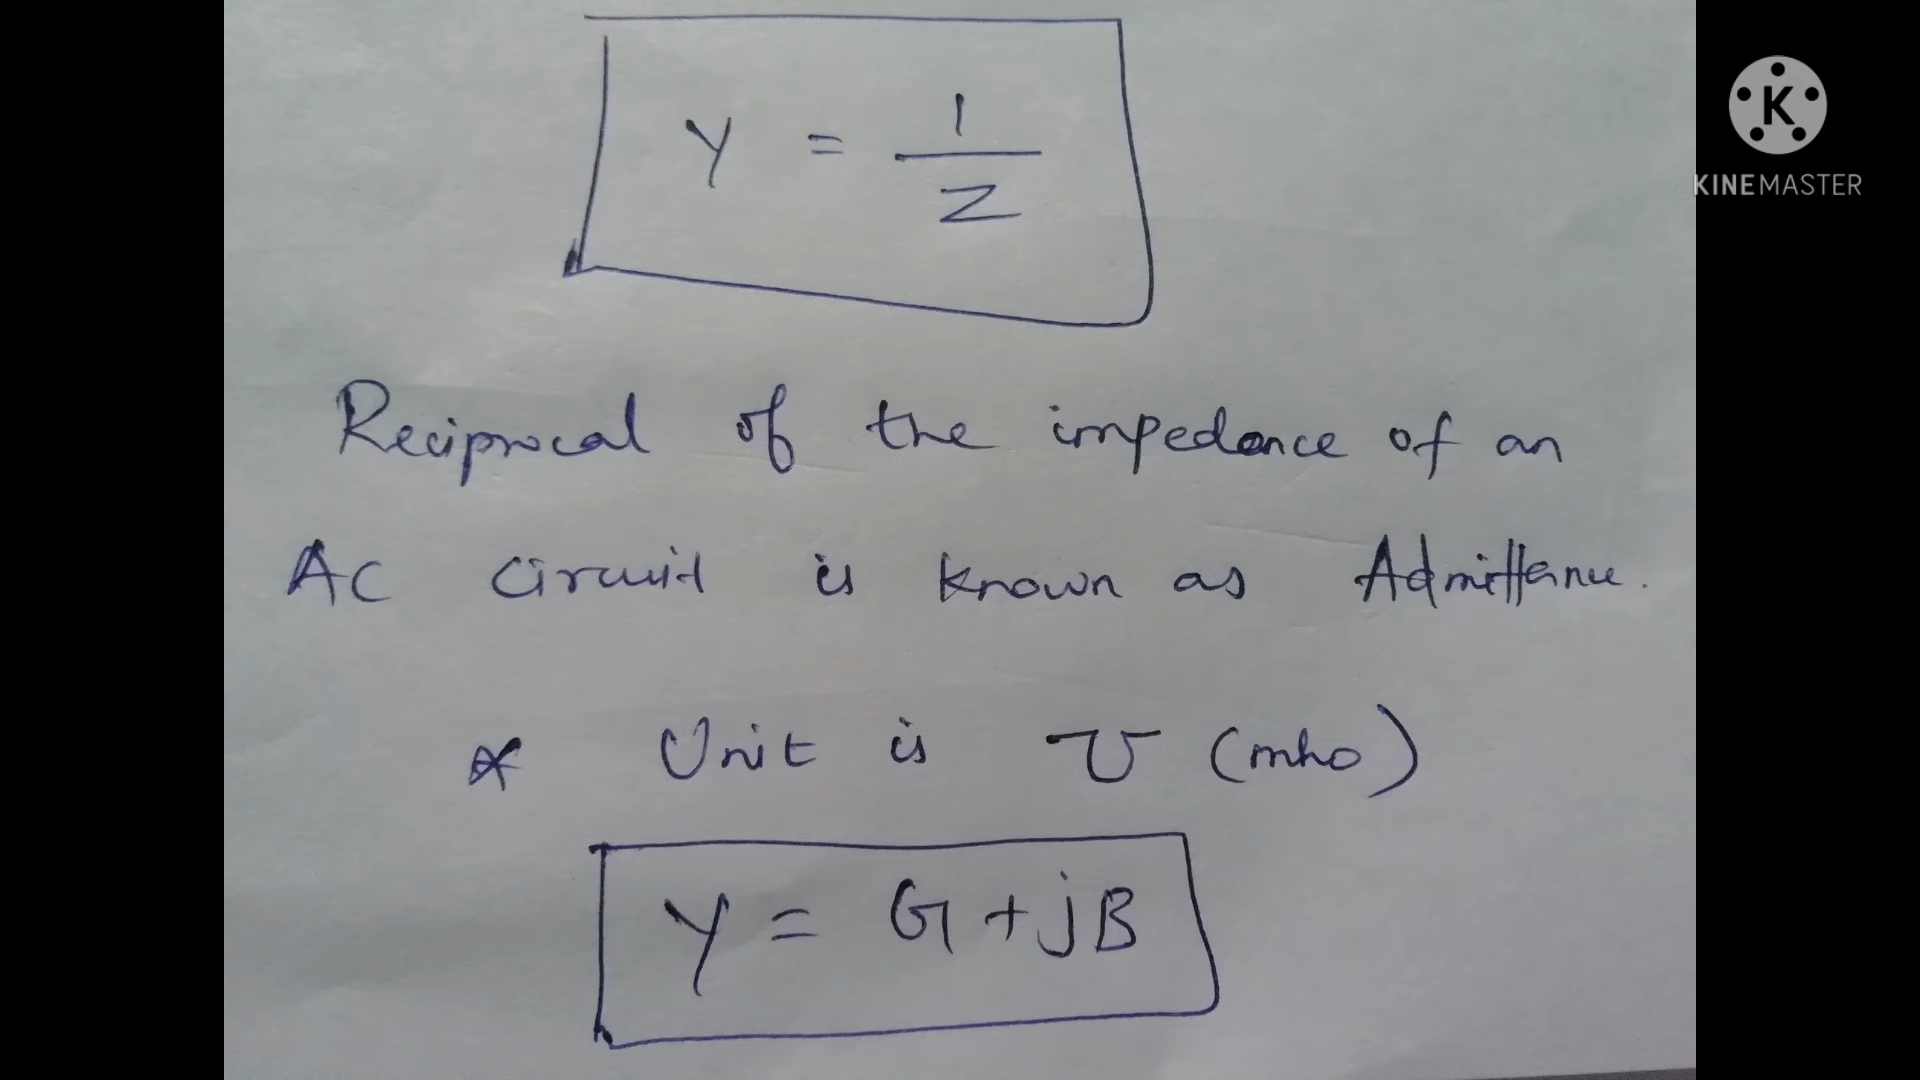 Y = 1/Z
K
KINEMASTER
Reciprocal of the impedance of an
AC circuit is known as Admittance.
* Unit is ℧ (mho)
Y = G + jB